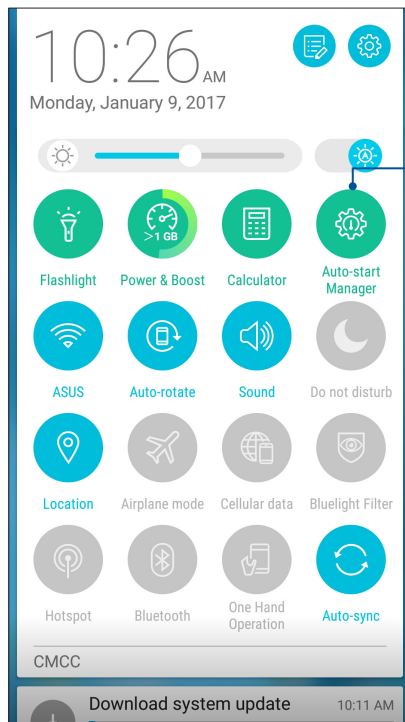 10:26 AM
Monday, January 9, 2017
A
>1 GB
Flashlight
Power & Boost
Calculator
Auto-start
Manager
ASUS
Auto-rotate
Sound
Do not disturb
Location
Airplane mode
Cellular data
Bluelight Filter
Hotspot
Bluetooth
One Hand
Operation
Auto-sync
CMCC
Download system update 10:11 AM